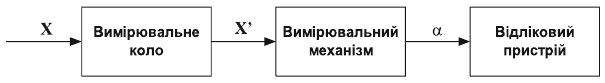 X
Вимірювальне
коло
X’
Вимірювальний
механізм
α
Відліковий
пристрій